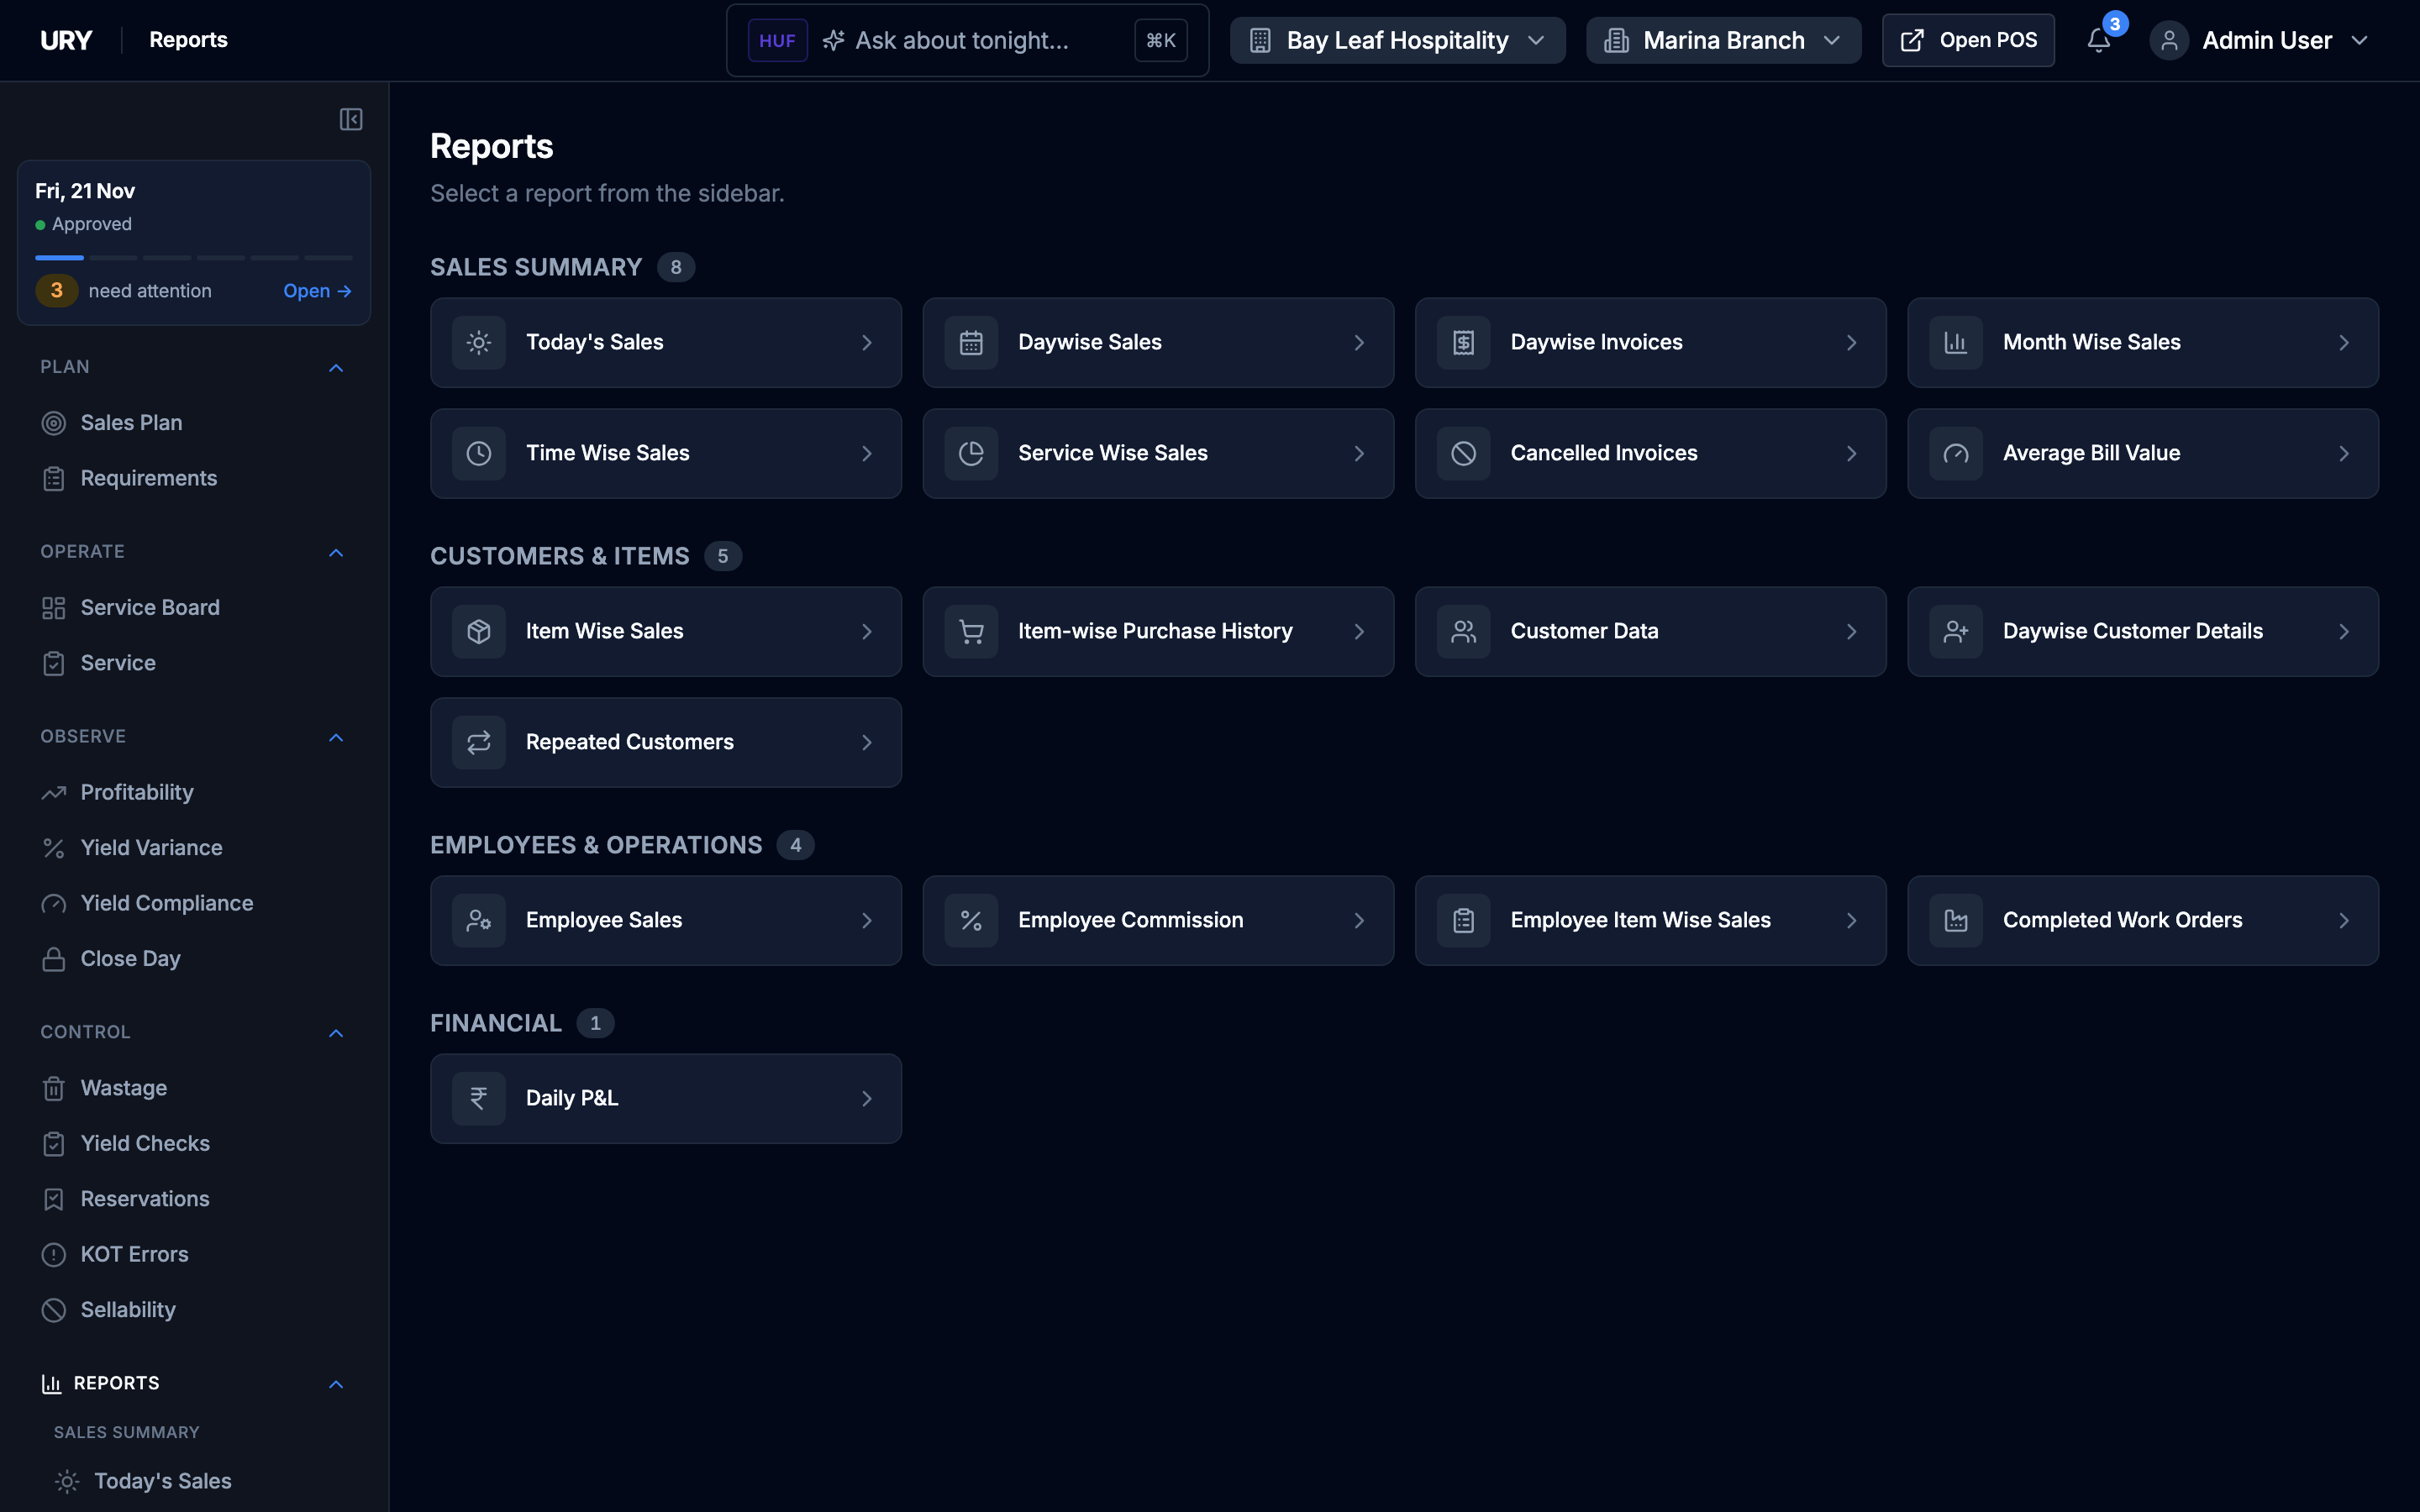 URY
Reports
HUF
Ask about tonight...
⌘K
Bay Leaf Hospitality
Marina Branch
Open POS
3
Admin User
Fri, 21 Nov
Approved
3 need attention
Open →
PLAN
Sales Plan
Requirements
OPERATE
Service Board
Service
OBSERVE
Profitability
Yield Variance
Yield Compliance
Close Day
CONTROL
Wastage
Yield Checks
Reservations
KOT Errors
Sellability
REPORTS
SALES SUMMARY
Today's Sales
Reports
Select a report from the sidebar.
SALES SUMMARY 8
Today's Sales
Daywise Sales
Daywise Invoices
Month Wise Sales
Time Wise Sales
Service Wise Sales
Cancelled Invoices
Average Bill Value
CUSTOMERS & ITEMS 5
Item Wise Sales
Item-wise Purchase History
Customer Data
Daywise Customer Details
Repeated Customers
EMPLOYEES & OPERATIONS 4
Employee Sales
Employee Commission
Employee Item Wise Sales
Completed Work Orders
FINANCIAL 1
Daily P&L